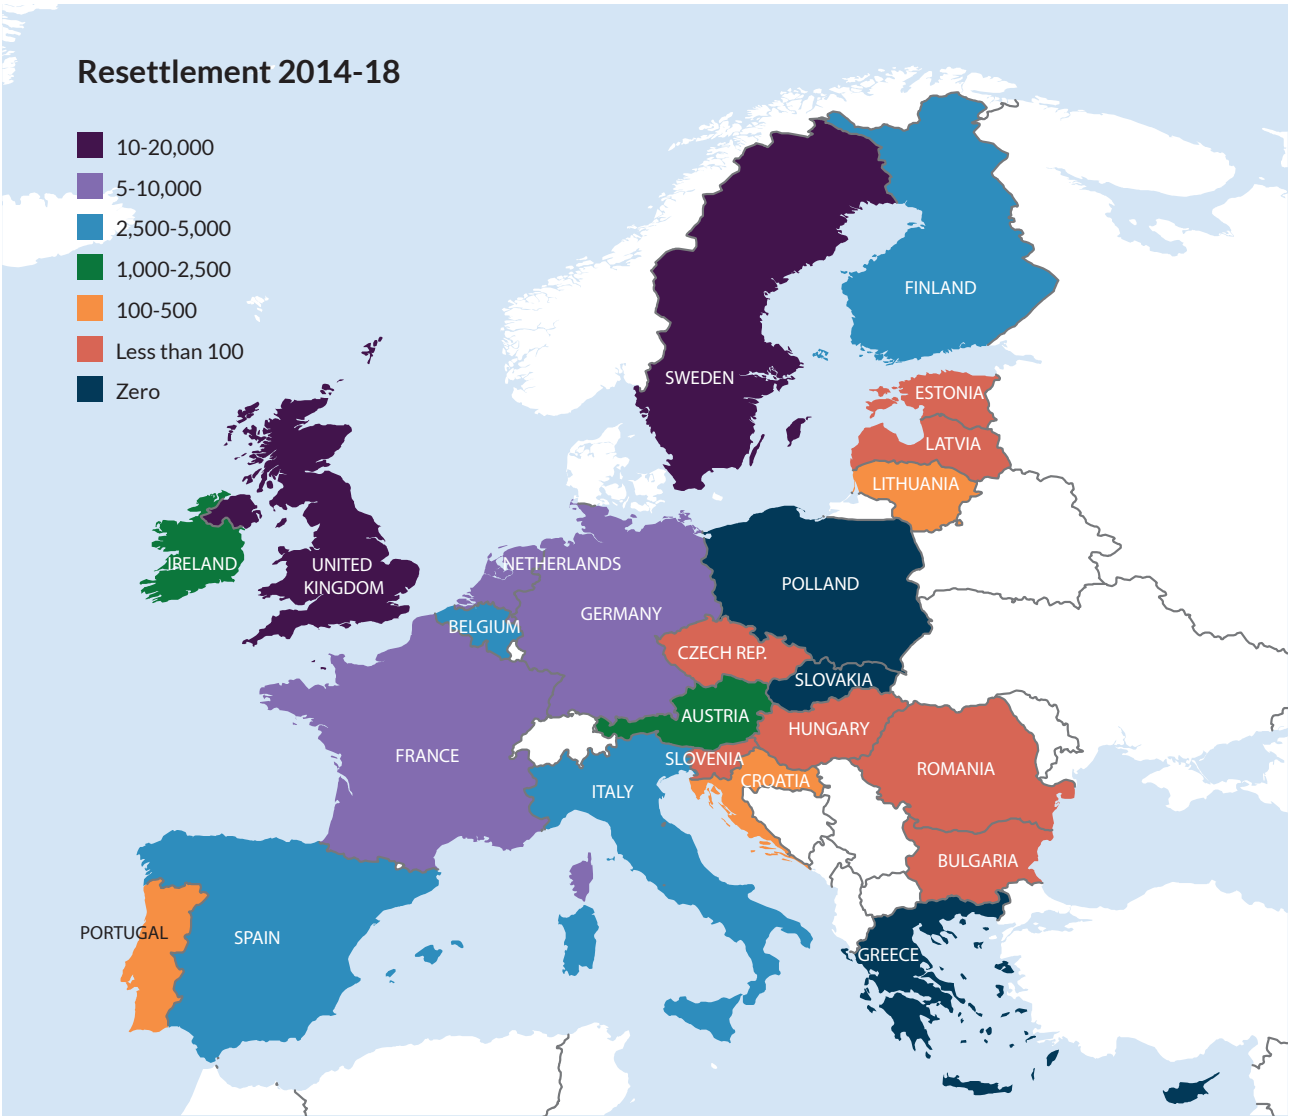 Resettlement 2014-18
10-20,000
5-10,000
2,500-5,000
1,000-2,500
100-500
Less than 100
Zero
FINLAND
SWEDEN
ESTONIA
LATVIA
LITHUANIA
IRELAND
UNITED
KINGDOM
NETHERLANDS
POLLAND
GERMANY
BELGIUM
CZECH REP.
SLOVAKIA
AUSTRIA
HUNGARY
FRANCE
SLOVENIA
ROMANIA
CROATIA
ITALY
BULGARIA
PORTUGAL
SPAIN
GREECE